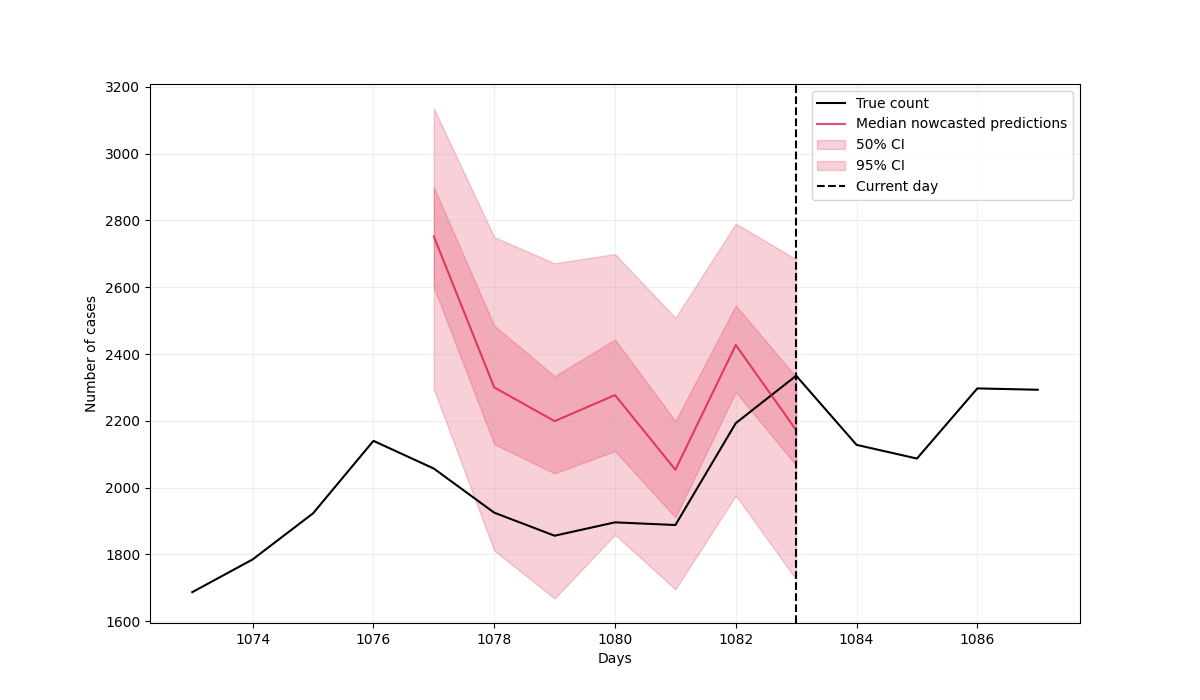 3200
3000
2800
2600
2400
2200
2000
1800
1600
Number of cases
1074 1076 1078 1080 1082 1084 1086
Days
True count
Median nowcasted predictions
50% CI
95% CI
Current day